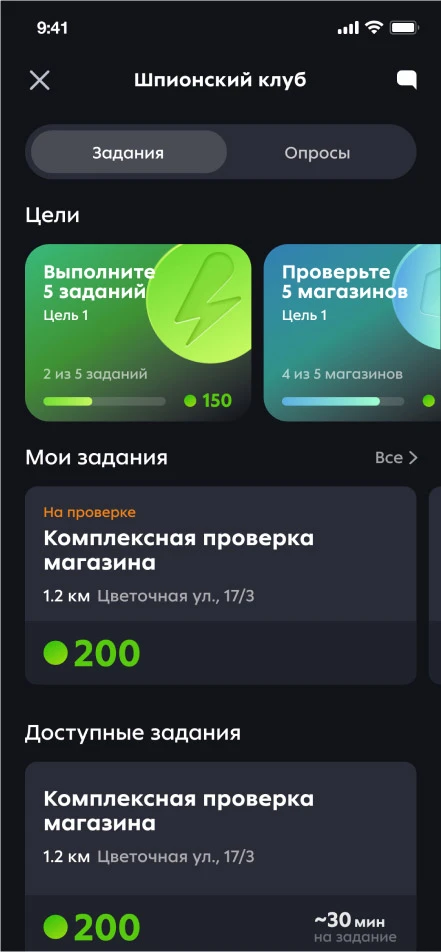 9:41
Шпионский клуб
Задания
Опросы
Цели
Выполните
5 заданий
Цель 1
2 из 5 заданий
150
Проверьте
5 магазинов
Цель 1
4 из 5 магазинов
Мои задания
Все
На проверке
Комплексная проверка
магазина
1.2 км Цветочная ул., 17/3
200
Доступные задания
Комплексная проверка
магазина
1.2 км Цветочная ул., 17/3
200
~30 мин
на задание